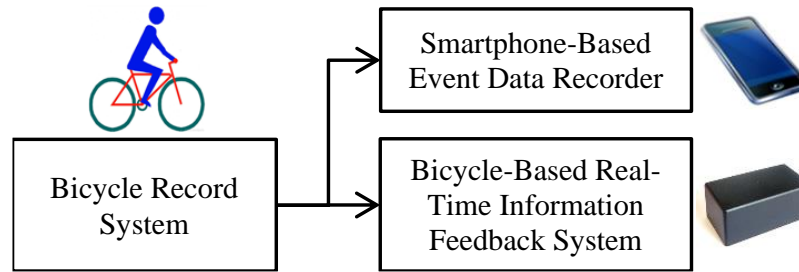 Smartphone-Based
Event Data Recorder
Bicycle Record
System
Bicycle-Based Real-
Time Information
Feedback System